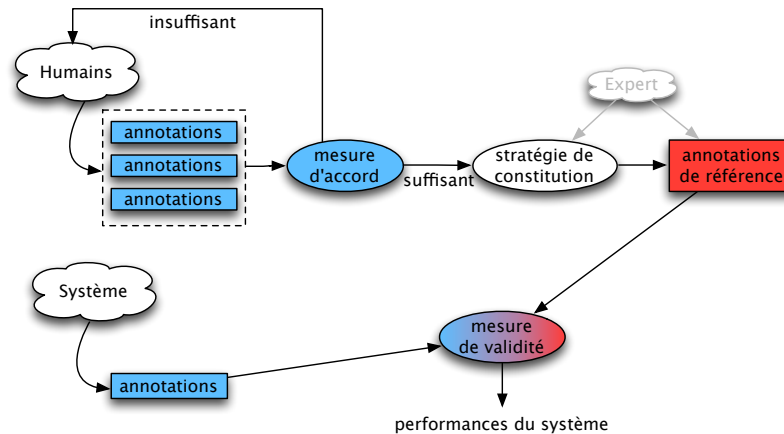 insuffisant
Humains
annotations
annotations
annotations
mesure
d'accord
suffisant
Expert
stratégie de
constitution
annotations
de référence
Système
annotations
mesure
de validité
performances du système